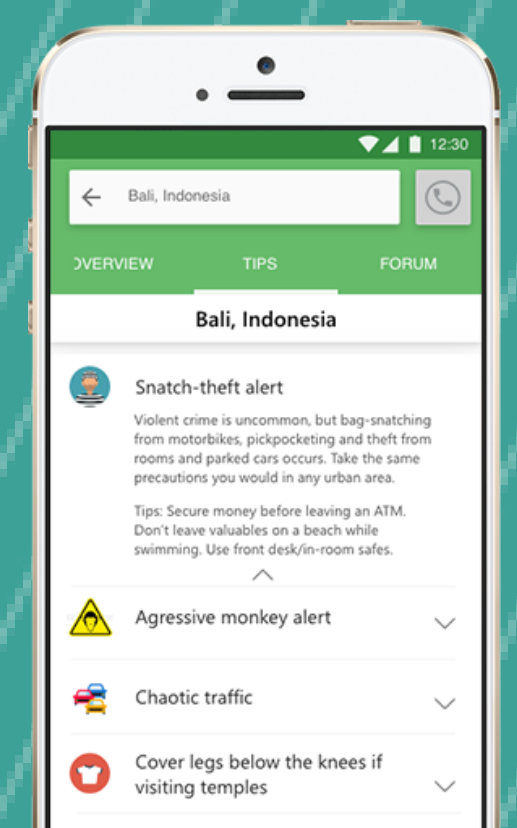 12:30
Bali, Indonesia
OVERVIEW TIPS FORUM
Bali, Indonesia
Snatch-theft alert
Violent crime is uncommon, but bag-snatching
from motorbikes, pickpocketing and theft from
rooms and parked cars occurs. Take the same
precautions you would in any urban area.
Tips: Secure money before leaving an ATM.
Don't leave valuables on a beach while
swimming. Use front desk/in-room safes.
Agressive monkey alert
Chaotic traffic
Cover legs below the knees if
visiting temples